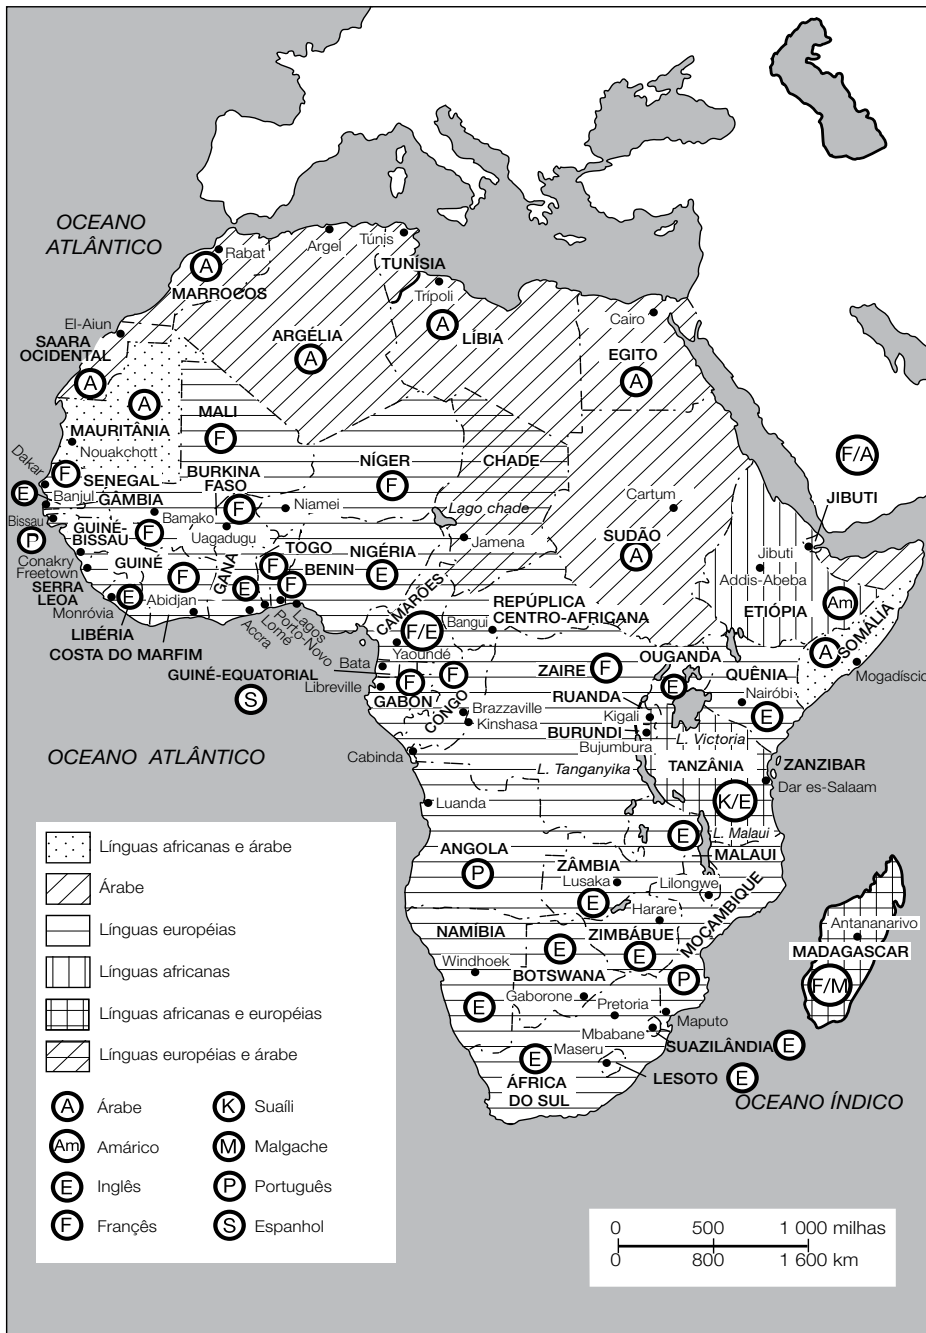 OCEANO
ATLÂNTICO
Rabat
Argel
Túnis
A
MARROCOS
TUNÍSIA
Trípoli
El-Aiun
SAARA
OCIDENTAL
A
ARGÉLIA
A
A
LÍBIA
Cairo
EGITO
A
A
MAURITÂNIA
Nouakchott
MALI
F
Dakar
F
SENEGAL
E
Banjul
GÂMBIA
BURKINA
FASO
F
NÍGER
F
CHADE
Niamei
Lago chade
Cartum
F/A
JIBUTI
Bissau
P
GUINÉ-
BISSAU
F
Bamako
Uagadugu
Jamena
SUDÃO
A
Jibuti
Addis-Abeba
Conakry
Freetown
GUINÉ
F
GANA
TOGO
F
BENIN
F
NIGÉRIA
E
ETIÓPIA
Am
SERRA
LEOA
Monróvia
E
Abidjan
E
LIBÉRIA
COSTA DO MARFIM
Accra
Lomé
Porto-Novo
Lagos
CAMARÕES
F/E
Yaoundé
Bangui
REPÚPLICA
CENTRO-AFRICANA
A
SOMÁLIA
Mogadíscio
GUINÉ-EQUATORIAL
S
Bata
Libreville
F
GABON
F
CONGO
ZAIRE
F
OUGANDA
E
QUÊNIA
Nairóbi
E
Brazzaville
Kinshasa
RUANDA
Kigali
BURUNDI
Bujumbura
L. Victoria
OCEANO ATLÂNTICO
Cabinda
L. Tanganyika
TANZÂNIA
ZANZIBAR
Dar es-Salaam
K/E
Luanda
E
L. Malaui
MALAUI
ANGOLA
P
ZÂMBIA
Lusaka
E
Lilongwe
Harare
MOÇAMBIQUE
Antananarivo
MADAGASCAR
F/M
NAMÍBIA
Windhoek
E
E
BOTSWANA
Gaborone
ZIMBÁBUE
E
P
Pretoria
Maputo
Mbabane
SUAZILÂNDIA
E
Maseru
E
ÁFRICA
DO SUL
LESOTO
E
OCEANO ÍNDICO
Línguas africanas e árabe
Árabe
Línguas européias
Línguas africanas
Línguas africanas e européias
Línguas européias e árabe
A Árabe
K Suaíli
Am Amárico
M Malgache
E Inglês
P Português
F Françês
S Espanhol
0 500 1 000 milhas
0 800 1 600 km